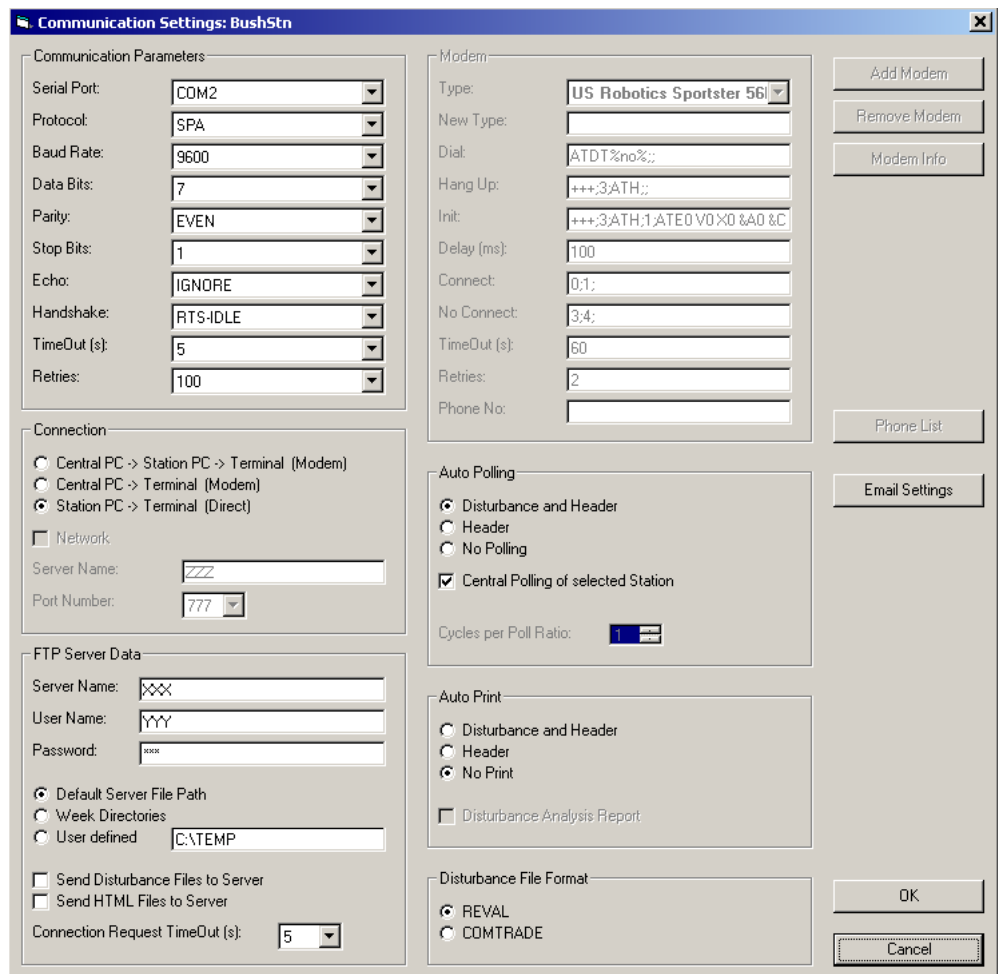 Communication Settings: BushStn
Communication Parameters
Serial Port: COM2
Protocol: SPA
Baud Rate: 9600
Data Bits: 7
Parity: EVEN
Stop Bits: 1
Echo: IGNORE
Handshake: RTS-IDLE
TimeOut (s): 5
Retries: 100
Connection
Central PC -> Station PC -> Terminal (Modem)
Central PC -> Terminal (Modem)
Station PC -> Terminal (Direct)
Network
Server Name: ZZZ
Port Number: 777
FTP Server Data
Server Name: XXX
User Name: YYY
Password: ***
Default Server File Path
Week Directories
User defined C:\TEMP
Send Disturbance Files to Server
Send HTML Files to Server
Connection Request TimeOut (s): 5
Modem
Type: US Robotics Sportster 56
New Type:
Dial: ATDT%no%;;
Hang Up: +++;3;ATH;;
Init: +++;3;ATH;1;ATE0 V0 X0 &A0 &C
Delay (ms): 100
Connect: 0;1;
No Connect: 3;4;
TimeOut (s): 60
Retries: 2
Phone No:
Auto Polling
Disturbance and Header
Header
No Polling
Central Polling of selected Station
Cycles per Poll Ratio: 1
Auto Print
Disturbance and Header
Header
No Print
Disturbance Analysis Report
Disturbance File Format
REVAL
COMTRADE
Add Modem
Remove Modem
Modem Info
Phone List
Email Settings
OK
Cancel